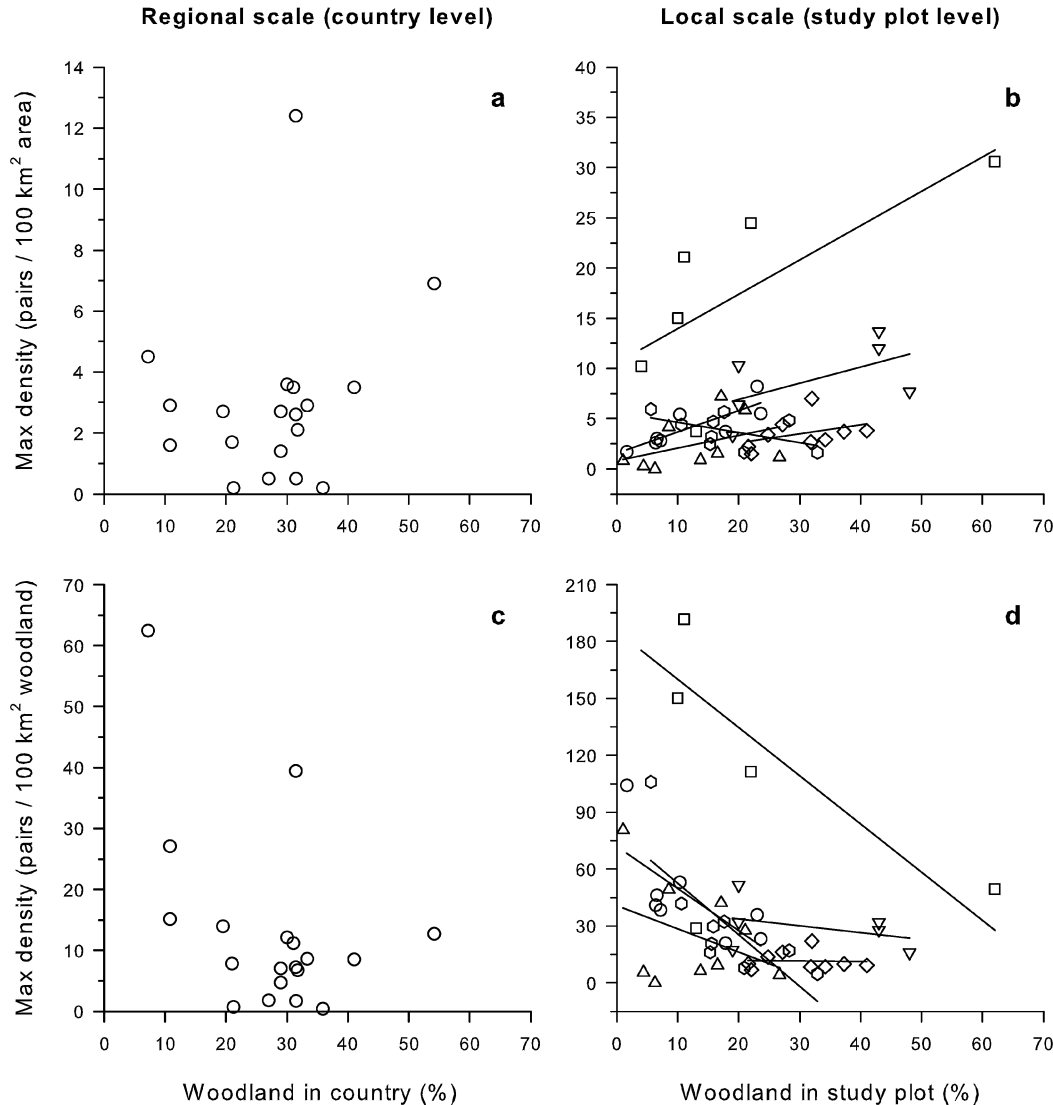 Regional scale (country level)
Local scale (study plot level)
Max density (pairs / 100 km² area)
14
12
10
8
6
4
2
0
a
0 10 20 30 40 50 60 70
40
35
30
25
20
15
10
5
0
b
0 10 20 30 40 50 60 70
Max density (pairs / 100 km² woodland)
70
60
50
40
30
20
10
0
c
0 10 20 30 40 50 60 70
Woodland in country (%)
210
180
150
120
90
60
30
0
d
0 10 20 30 40 50 60 70
Woodland in study plot (%)